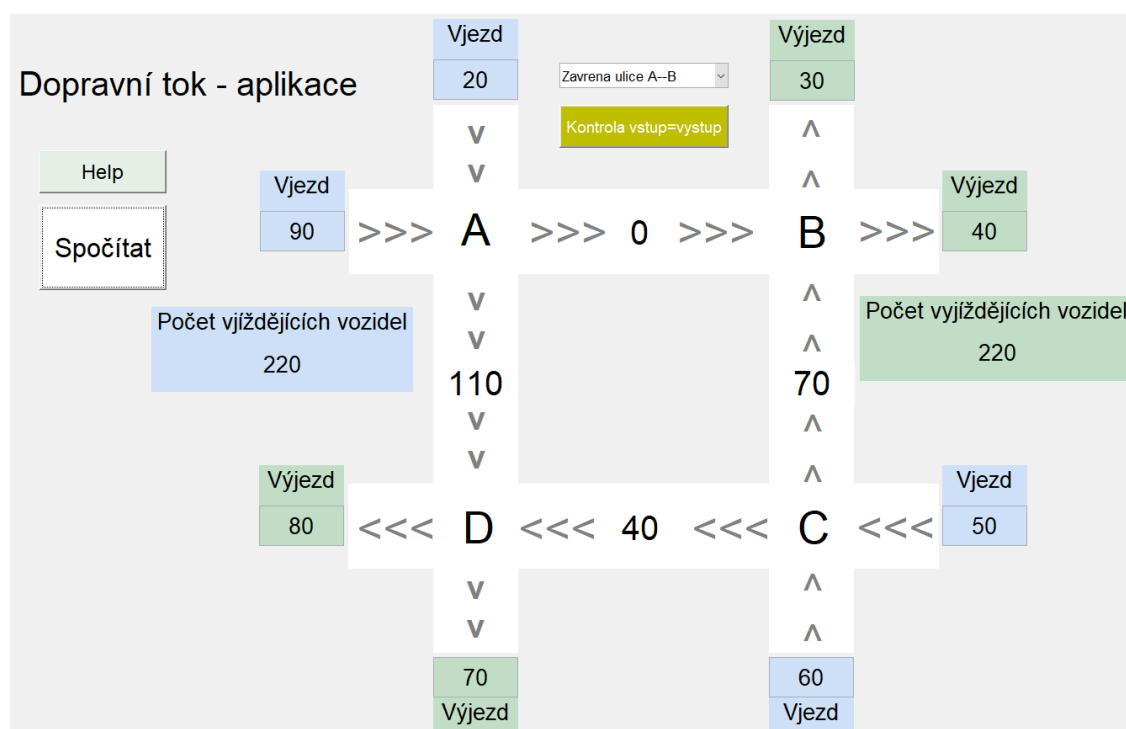 Vjezd
Výjezd
Dopravní tok - aplikace
20
Zavrena ulice A--B
30
Kontrola vstup=vystup
v
v
ʌ
ʌ
Help
Spočítat
Vjezd
90
>>> A >>> 0 >>> B >>>
Výjezd
40
v
v
110
v
v
ʌ
ʌ
70
ʌ
ʌ
Počet vjíždějících vozidel
220
Počet vyjíždějících vozidel
220
Výjezd
80
<<< D <<< 40 <<< C <<<
Vjezd
50
v
v
ʌ
ʌ
70
Výjezd
60
Vjezd